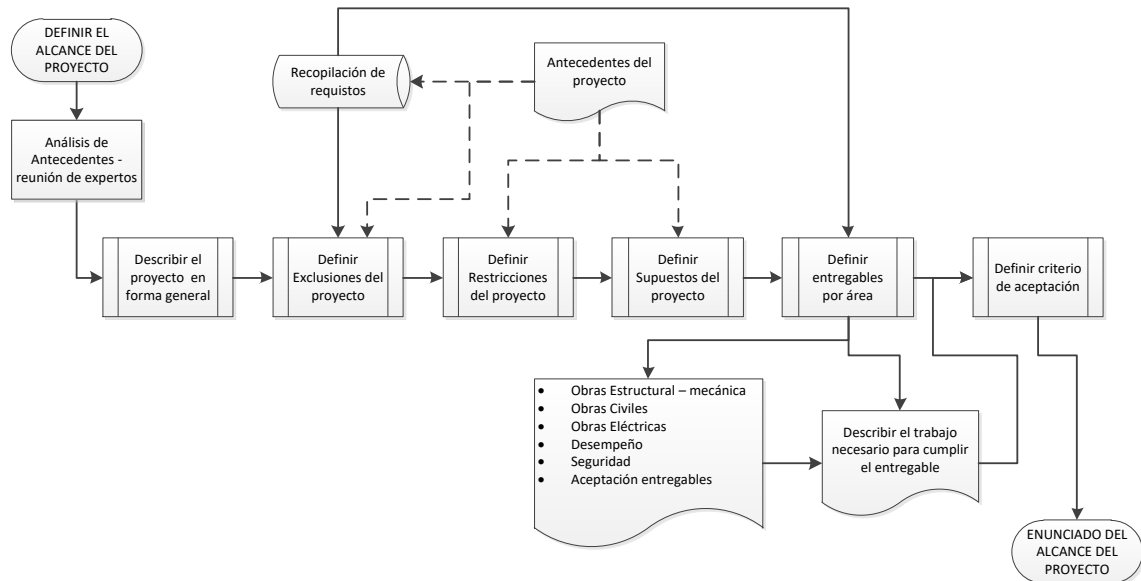 DEFINIR EL
ALCANCE DEL
PROYECTO
Recopilación de
requistos
Antecedentes del
proyecto
Análisis de
Antecedentes -
reunión de expertos
Describir el
proyecto en
forma general
Definir
Exclusiones del
proyecto
Definir
Restricciones
del proyecto
Definir
Supuestos del
proyecto
Definir
entregables
por área
Definir criterio
de aceptación
• Obras Estructural – mecánica
• Obras Civiles
• Obras Eléctricas
• Desempeño
• Seguridad
• Aceptación entregables
Describir el trabajo
necesario para cumplir
el entregable
ENUNCIADO DEL
ALCANCE DEL
PROYECTO